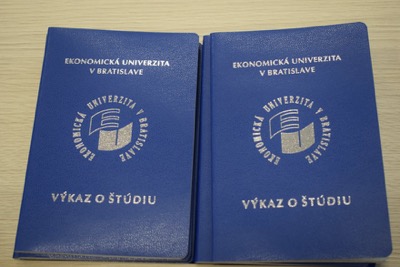 EKONOMICKÁ UNIVERZITA
V BRATISLAVE
EKONOMICKÁ UNIVERZITA V BRATISLAVE
VÝKAZ O ŠTÚDIU
EKONOMICKÁ UNIVERZITA
V BRATISLAVE
EKONOMICKÁ UNIVERZITA V BRATISLAVE
VÝKAZ O ŠTÚDIU